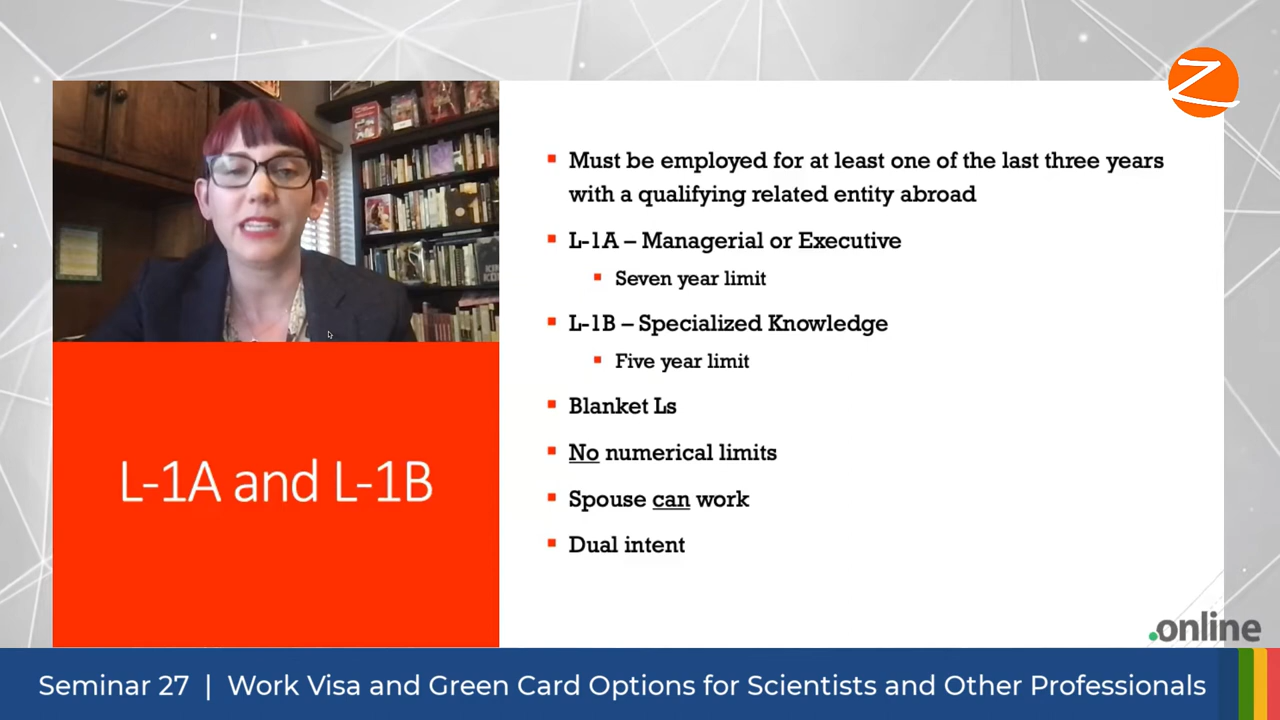 Must be employed for at least one of the last three years
with a qualifying related entity abroad
L-1A – Managerial or Executive
Seven year limit
L-1B – Specialized Knowledge
Five year limit
Blanket Ls
No numerical limits
Spouse can work
Dual intent
L-1A and L-1B
.online
Seminar 27 | Work Visa and Green Card Options for Scientists and Other Professionals
Z